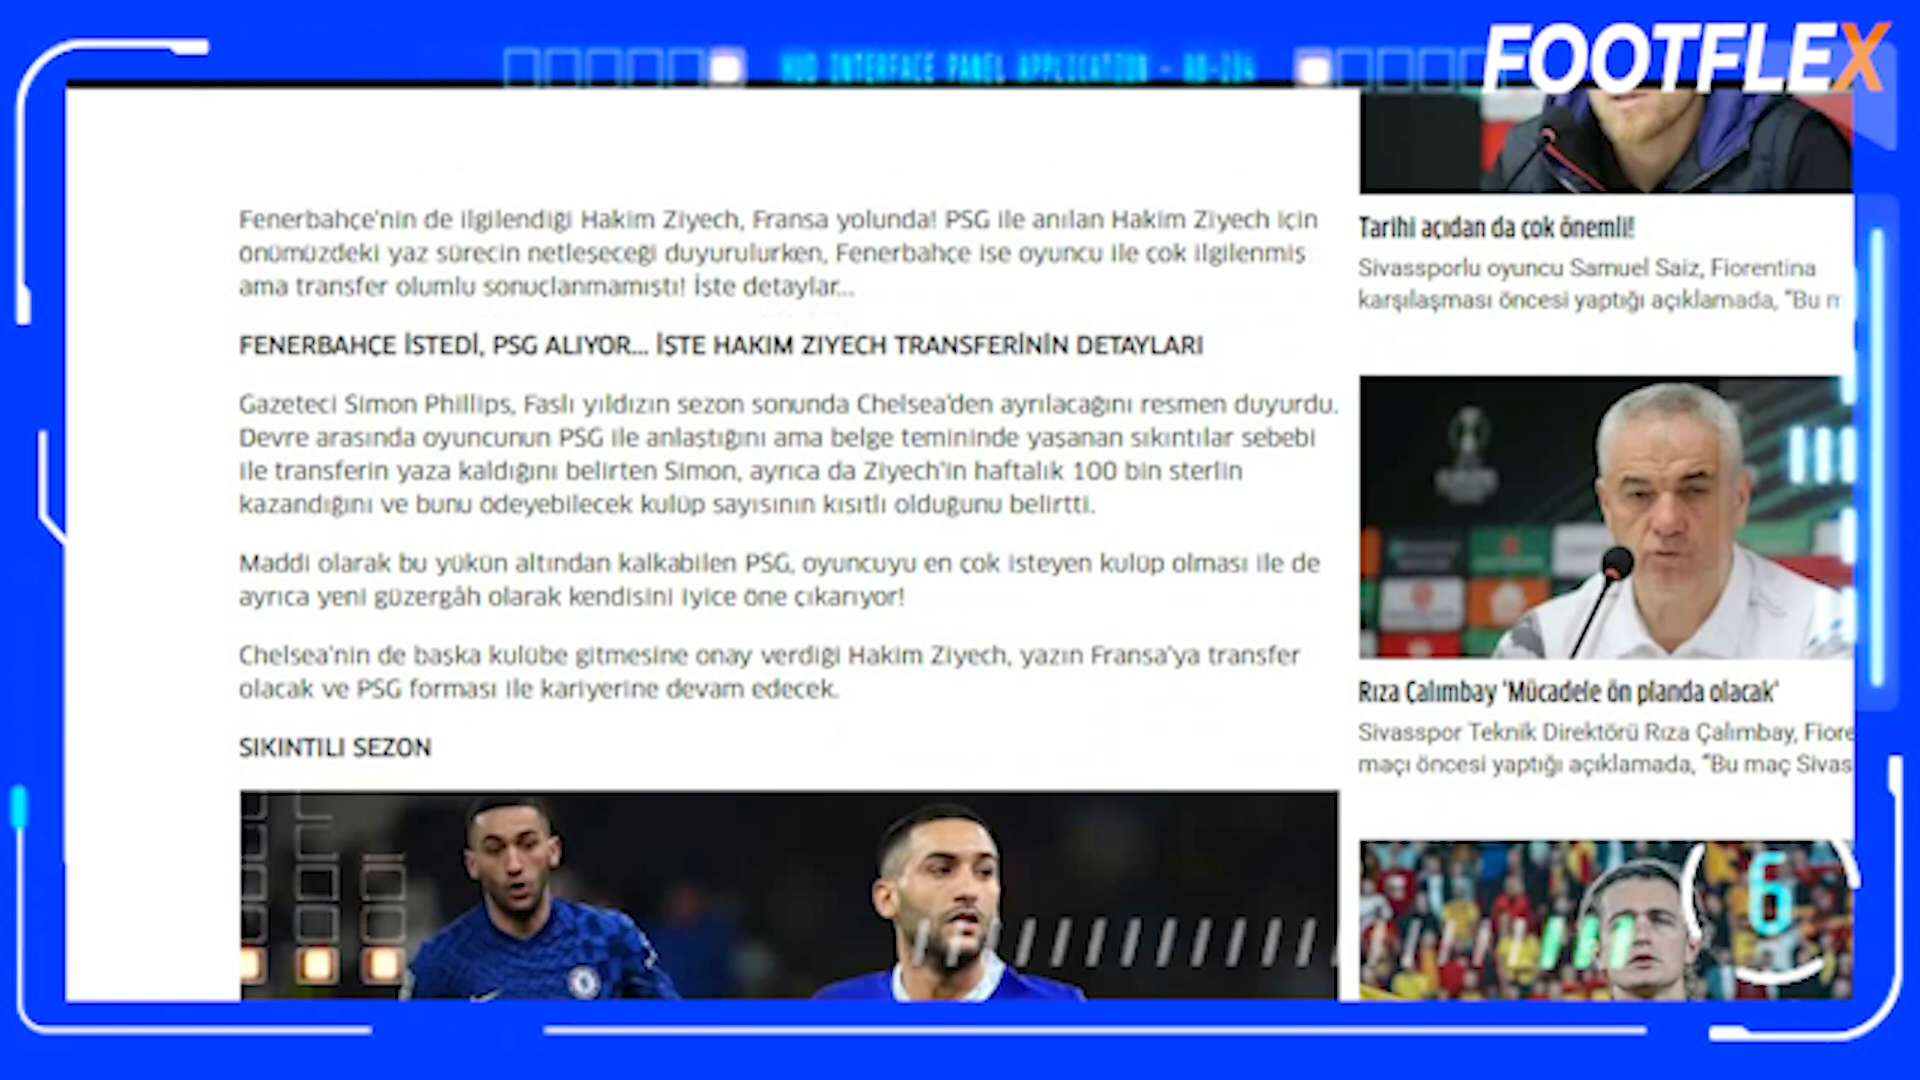 FOOTFLEX
HUD INTERFACE PANEL APPLICATION -
Fenerbahçe'nin de ilgilendiği Hakim Ziyech, Fransa yolunda! PSG ile anılan Hakim Ziyech için
önümüzdeki yaz sürecin netleşeceği duyurulurken, Fenerbahçe ise oyuncu ile çok ilgilenmiş
ama transfer olumlu sonuçlanmamıştı! İşte detaylar...
FENERBAHÇE İSTEDİ, PSG ALIYOR... İŞTE HAKIM ZIYECH TRANSFERİNİN DETAYLARI
Gazeteci Simon Phillips, Faslı yıldızın sezon sonunda Chelsea'den ayrılacağını resmen duyurdu.
Devre arasında oyuncunun PSG ile anlaştığını ama belge temininde yaşanan sıkıntılar sebebi
ile transferin yaza kaldığını belirten Simon, ayrıca da Ziyech'in haftalık 100 bin sterlin
kazandığını ve bunu ödeyebilecek kulüp sayısının kısıtlı olduğunu belirtti.
Maddi olarak bu yükün altından kalkabilen PSG, oyuncuyu en çok isteyen kulüp olması ile de
ayrıca yeni güzergâh olarak kendisini iyice öne çıkarıyor!
Chelsea'nin de başka kulübe gitmesine onay verdiği Hakim Ziyech, yazın Fransa'ya transfer
olacak ve PSG forması ile kariyerine devam edecek.
SIKINTILI SEZON
Tarihi açıdan da çok önemli!
Sivassporlu oyuncu Samuel Saiz, Fiorentina
karşılaşması öncesi yaptığı açıklamada, "Bu m
Rıza Çalımbay 'Mücadele ön planda olacak'
Sivasspor Teknik Direktörü Rıza Çalımbay, Fiore
maçı öncesi yaptığı açıklamada, "Bu maç Sivas
6